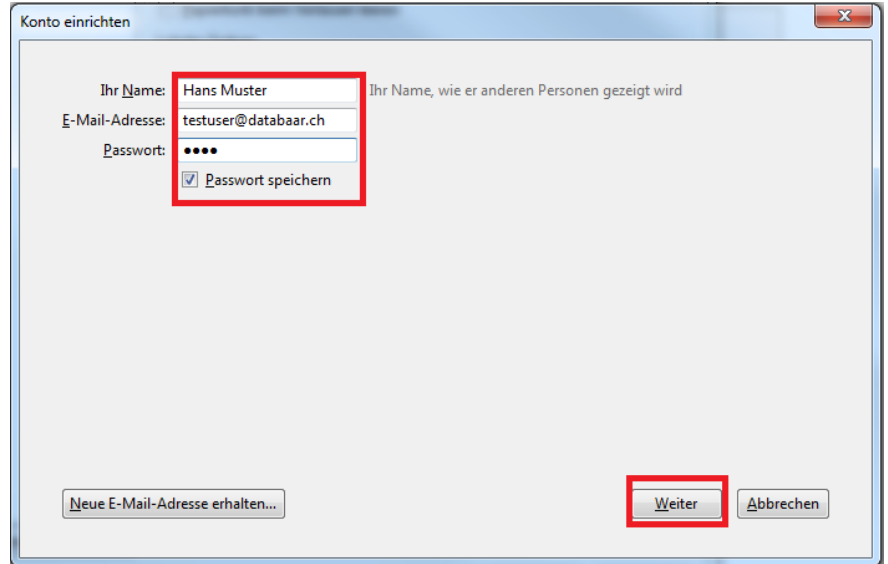 Konto einrichten
Ihr Name: Hans Muster Ihr Name, wie er anderen Personen gezeigt wird
E-Mail-Adresse: testuser@databaar.ch
Passwort: ●●●●
Passwort speichern
Neue E-Mail-Adresse erhalten... Weiter Abbrechen